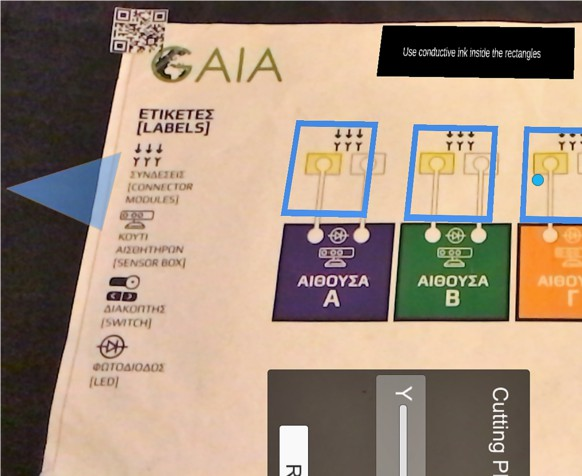 GAIA
Use conductive ink inside the rectangles
ΕΤΙΚΕΤΕΣ
[LABELS]
ΣΥΝΔΕΣΕΙΣ
[CONNECTOR
MODULES]
ΚΟΥΤΙ
ΑΙΣΘΗΤΗΡΩΝ
[SENSOR BOX]
ΔΙΑΚΟΠΤΗΣ
[SWITCH]
ΦΩΤΟΔΙΟΔΟΣ
[LED]
ΑΙΘΟΥΣΑ
Α
ΑΙΘΟΥΣΑ
Β
ΑΙΘΟΥ
Γ
Cutting P
Y
R